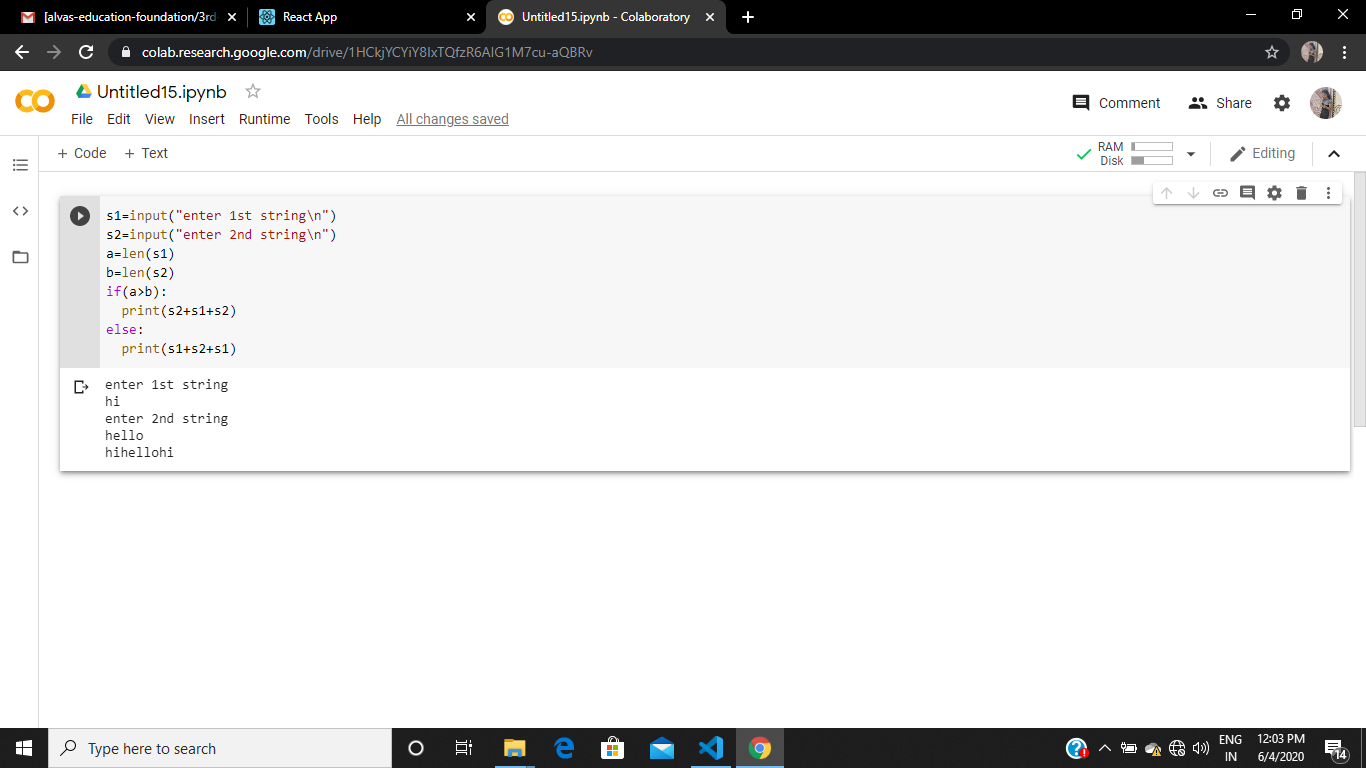 [alvas-education-foundation/3rd
React App
Untitled15.ipynb - Colaboratory
colab.research.google.com/drive/1HCkjYCYiY8IxTQfzR6AIG1M7cu-aQBRv
Untitled15.ipynb
File Edit View Insert Runtime Tools Help All changes saved
Comment
Share
+ Code + Text
RAM
Disk
Editing
s1=input("enter 1st string\n")
s2=input("enter 2nd string\n")
a=len(s1)
b=len(s2)
if(a>b):
  print(s2+s1+s2)
else:
  print(s1+s2+s1)
enter 1st string
hi
enter 2nd string
hello
hihellohi
Type here to search
ENG
IN
12:03 PM
6/4/2020
14